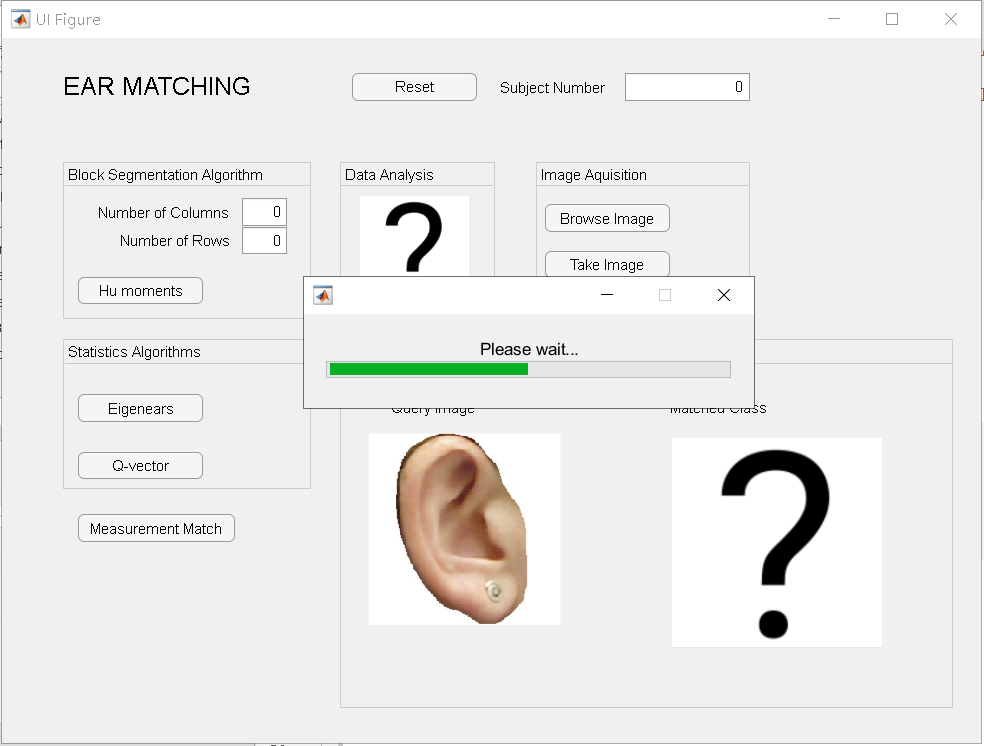 UI Figure
EAR MATCHING
Reset
Subject Number
0
Block Segmentation Algorithm
Number of Columns
0
Number of Rows
0
Hu moments
Data Analysis
?
Image Aquisition
Browse Image
Take Image
Please wait...
Statistics Algorithms
Eigenears
Q-vector
Measurement Match
Query Image
Matched Class
?